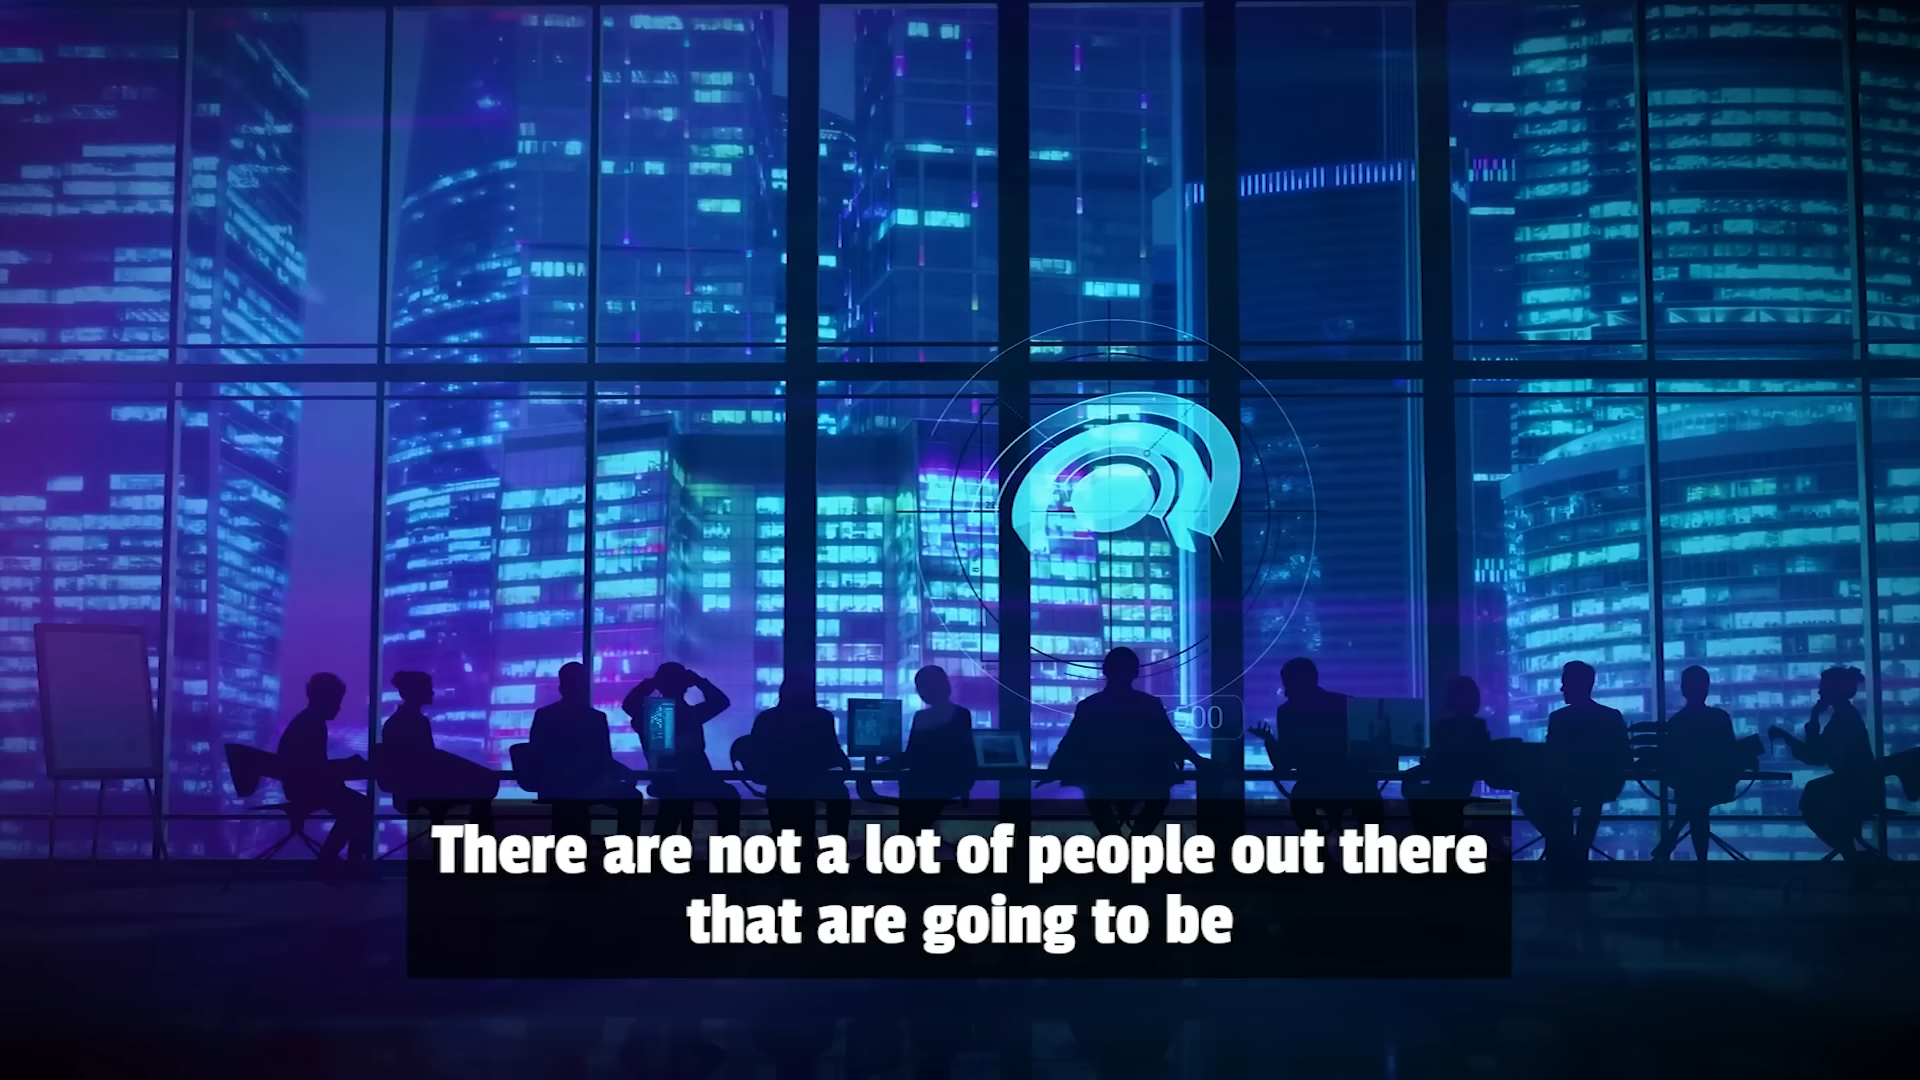 There are not a lot of people out there
that are going to be